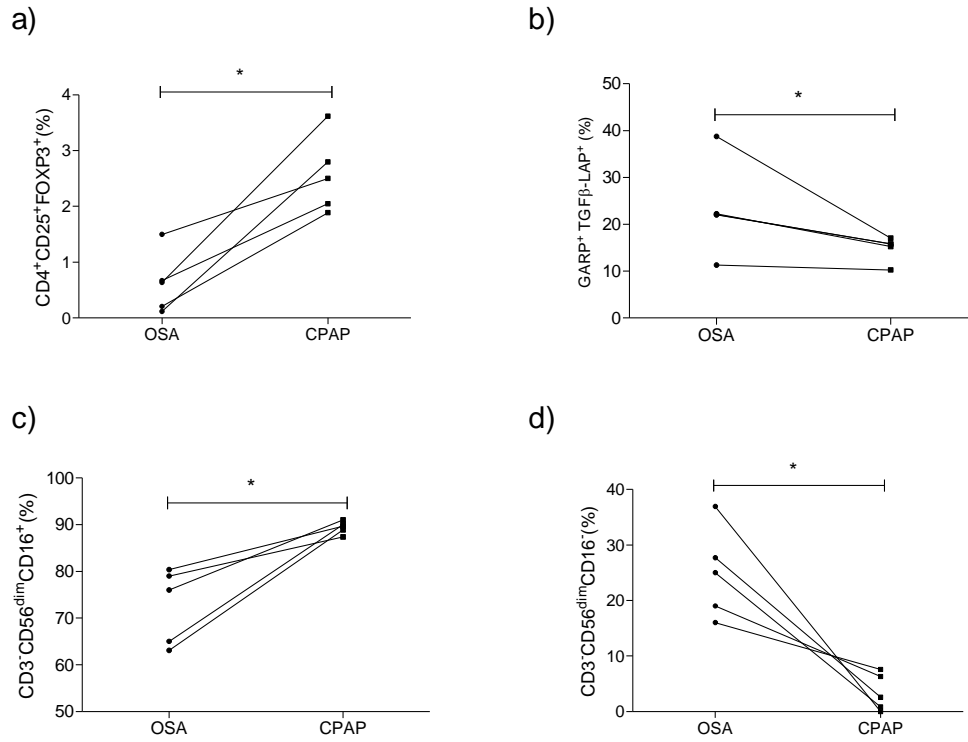 a)
*
4
3
2
1
0
CD4⁺CD25⁺FOXP3⁺(%)
OSA
CPAP
b)
*
50
40
30
20
10
0
GARP⁺ TGFβ-LAP⁺ (%)
OSA
CPAP
c)
*
100
90
80
70
60
50
CD3⁻CD56ᵈⁱᵐCD16⁺(%)
OSA
CPAP
d)
*
40
30
20
10
0
CD3⁻CD56ᵈⁱᵐCD16⁻(%)
OSA
CPAP